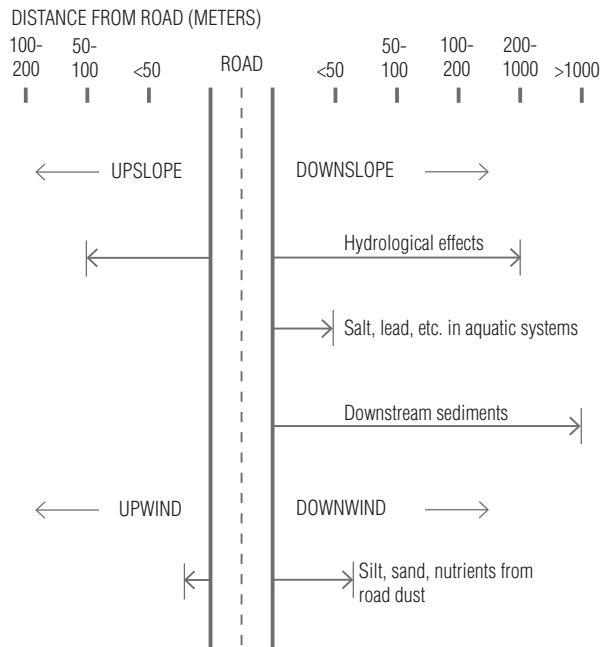 DISTANCE FROM ROAD (METERS)
100-
200
50-
100
<50
ROAD
<50
50-
100
100-
200
200-
1000
>1000
UPSLOPE
DOWNSLOPE
Hydrological effects
Salt, lead, etc. in aquatic systems
Downstream sediments
UPWIND
DOWNWIND
Silt, sand, nutrients from
road dust